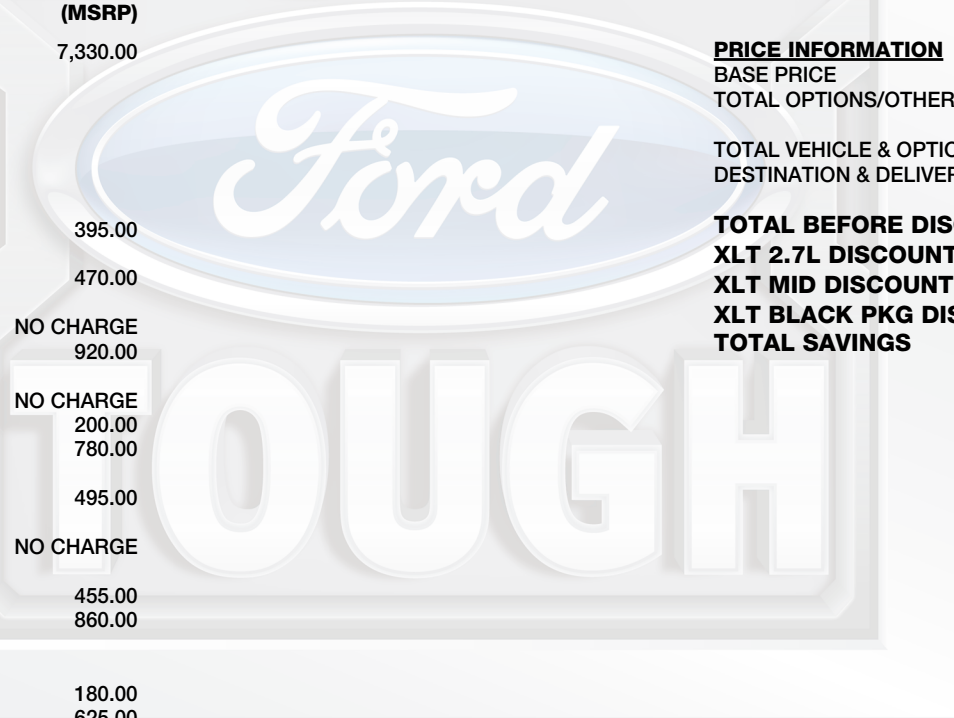 (MSRP)
7,330.00
395.00
470.00
NO CHARGE
920.00
NO CHARGE
200.00
780.00
495.00
NO CHARGE
455.00
860.00
180.00
625.00
PRICE INFORMATION
BASE PRICE
TOTAL OPTIONS/OTHER
TOTAL VEHICLE & OPTIO
DESTINATION & DELIVER
TOTAL BEFORE DISC
XLT 2.7L DISCOUNT
XLT MID DISCOUNT
XLT BLACK PKG DIS
TOTAL SAVINGS
Ford
TOUGH